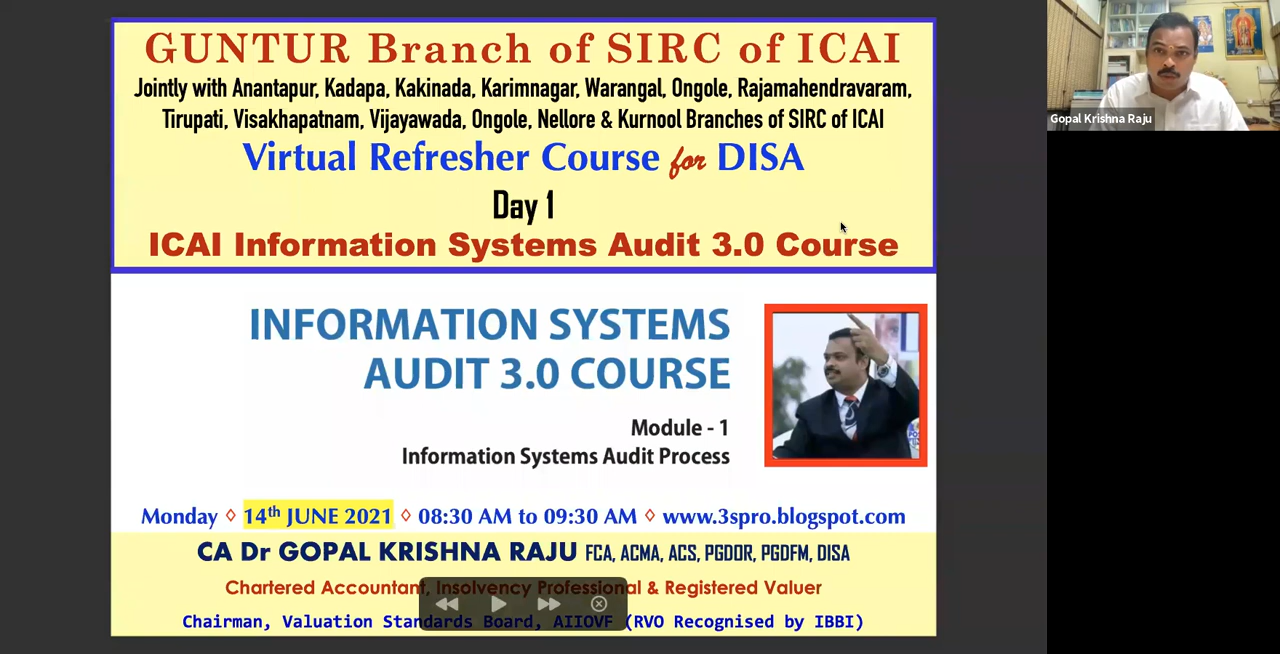 GUNTUR Branch of SIRC of ICAI
Jointly with Anantapur, Kadapa, Kakinada, Karimnagar, Warangal, Ongole, Rajamahendravaram,
Tirupati, Visakhapatnam, Vijayawada, Ongole, Nellore & Kurnool Branches of SIRC of ICAI
Virtual Refresher Course for DISA
Day 1
ICAI Information Systems Audit 3.0 Course
INFORMATION SYSTEMS
AUDIT 3.0 COURSE
Module - 1
Information Systems Audit Process
Monday ◊ 14th JUNE 2021 ◊ 08:30 AM to 09:30 AM ◊ www.3spro.blogspot.com
CA Dr GOPAL KRISHNA RAJU FCA, ACMA, ACS, PGDOR, PGDFM, DISA
Chartered Accountant, Insolvency Professional & Registered Valuer
Chairman, Valuation Standards Board, AIIOVF (RVO Recognised by IBBI)
Gopal Krishna Raju